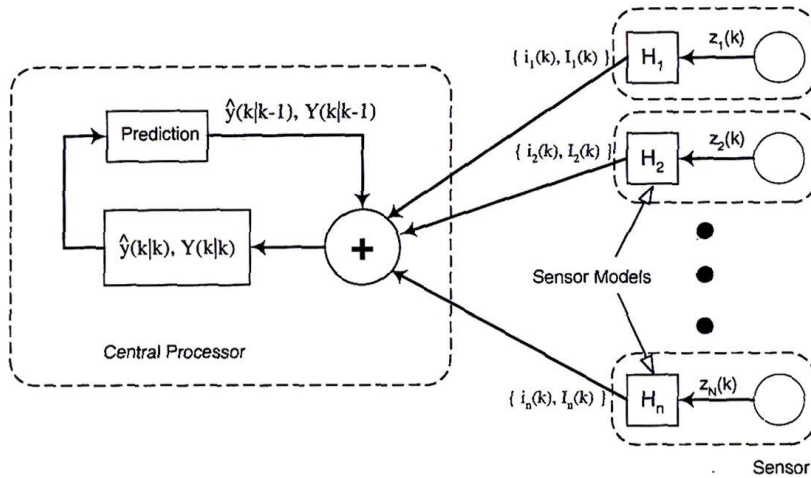 { i₁(k), I₁(k) }
H₁
z₁(k)
ŷ(k|k-1), Y(k|k-1)
Prediction
{ i₂(k), I₂(k) }
H₂
z₂(k)
ŷ(k|k), Y(k|k)
+
Sensor Models
Central Processor
{ iₙ(k), Iₙ(k) }
Hₙ
z_N(k)
Sensor